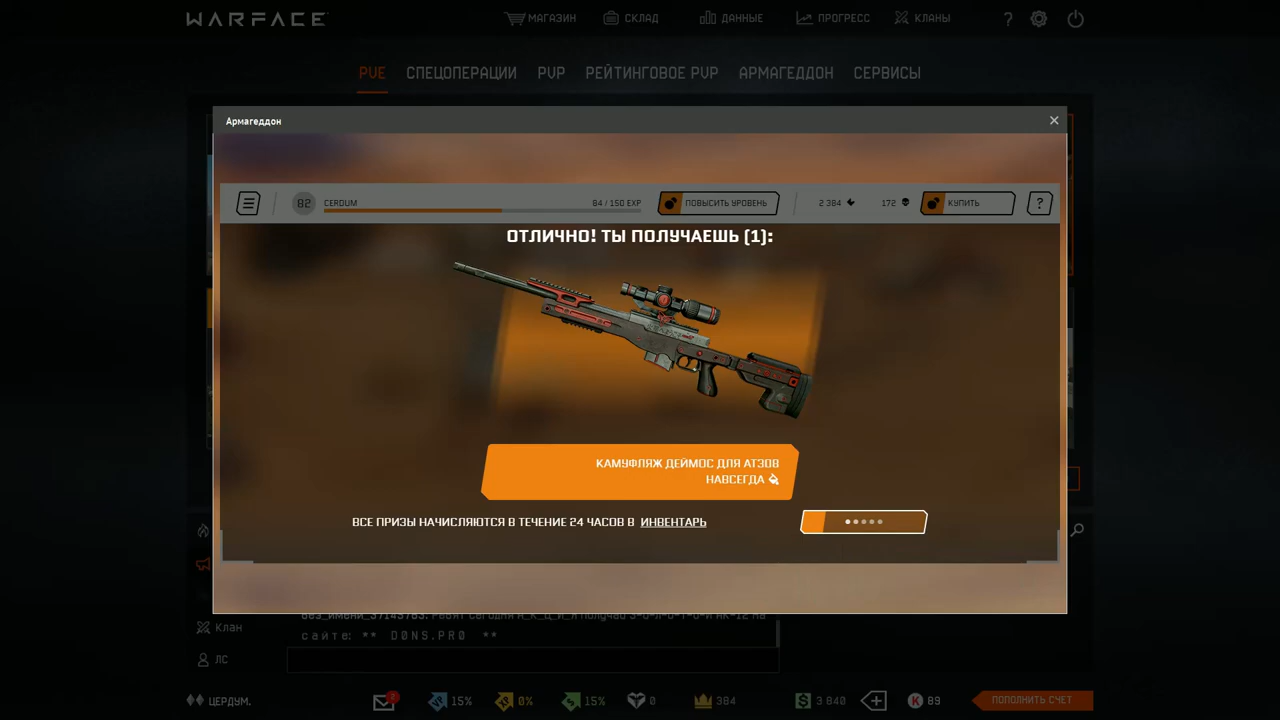 WARFACE
МАГАЗИН
СКЛАД
ДАННЫЕ
ПРОГРЕСС
КЛАНЫ
?
PVE
СПЕЦОПЕРАЦИИ
PVP
РЕЙТИНГОВОЕ PVP
АРМАГЕДДОН
СЕРВИСЫ
Армагеддон
82
CERDUM
84 / 150 EXP
ПОВЫСИТЬ УРОВЕНЬ
2 384
172
КУПИТЬ
?
ОТЛИЧНО! ТЫ ПОЛУЧАЕШЬ (1):
КАМУФЛЯЖ ДЕЙМОС ДЛЯ AT308
НАВСЕГДА
ВСЕ ПРИЗЫ НАЧИСЛЯЮТСЯ В ТЕЧЕНИЕ 24 ЧАСОВ В ИНВЕНТАРЬ
сайте: ** D0NS.PR0 **
Клан
ЛС
ЦЕРДУМ.
2
15%
0%
15%
0
384
S 3 840
K 89
ПОПОЛНИТЬ СЧЕТ